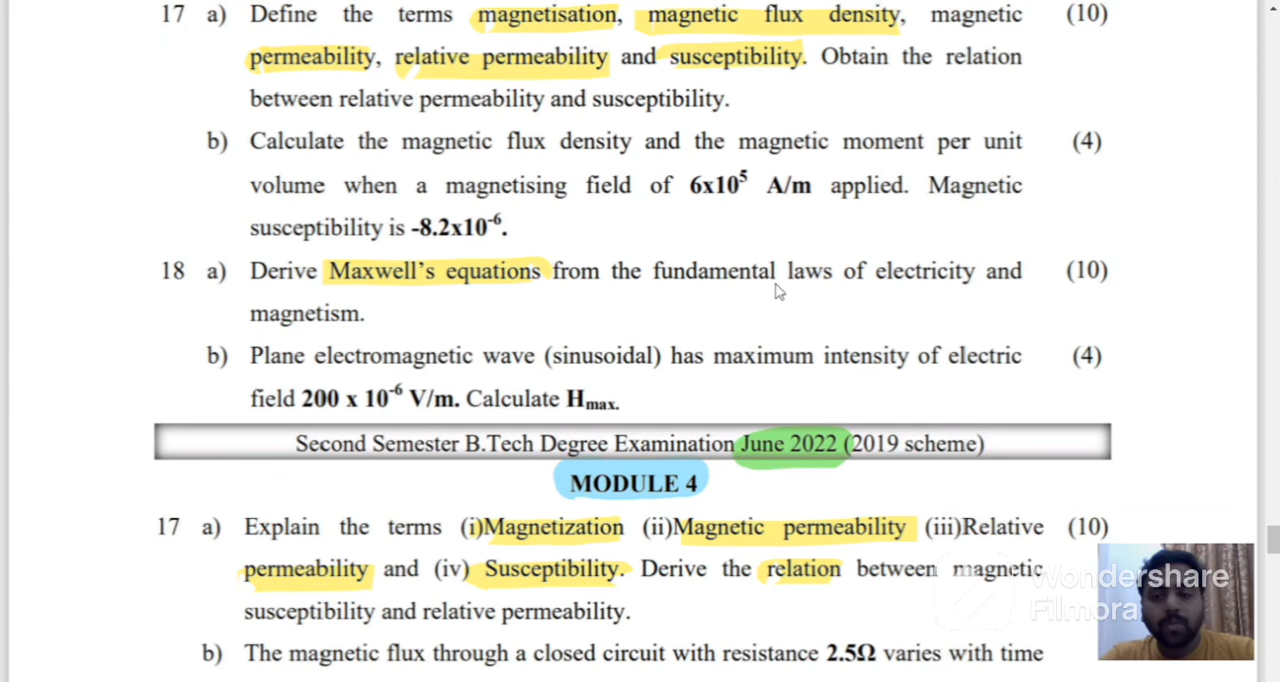 17 a) Define the terms magnetisation, magnetic flux density, magnetic (10)
permeability, relative permeability and susceptibility. Obtain the relation
between relative permeability and susceptibility.
b) Calculate the magnetic flux density and the magnetic moment per unit (4)
volume when a magnetising field of 6x10⁵ A/m applied. Magnetic
susceptibility is -8.2x10⁻⁶.
18 a) Derive Maxwell's equations from the fundamental laws of electricity and (10)
magnetism.
b) Plane electromagnetic wave (sinusoidal) has maximum intensity of electric (4)
field 200 x 10⁻⁶ V/m. Calculate Hmax.
Second Semester B.Tech Degree Examination June 2022 (2019 scheme)
MODULE 4
17 a) Explain the terms (i)Magnetization (ii)Magnetic permeability (iii)Relative (10)
permeability and (iv) Susceptibility. Derive the relation between magnetic
susceptibility and relative permeability.
b) The magnetic flux through a closed circuit with resistance 2.5Ω varies with time
Wondershare
Filmora